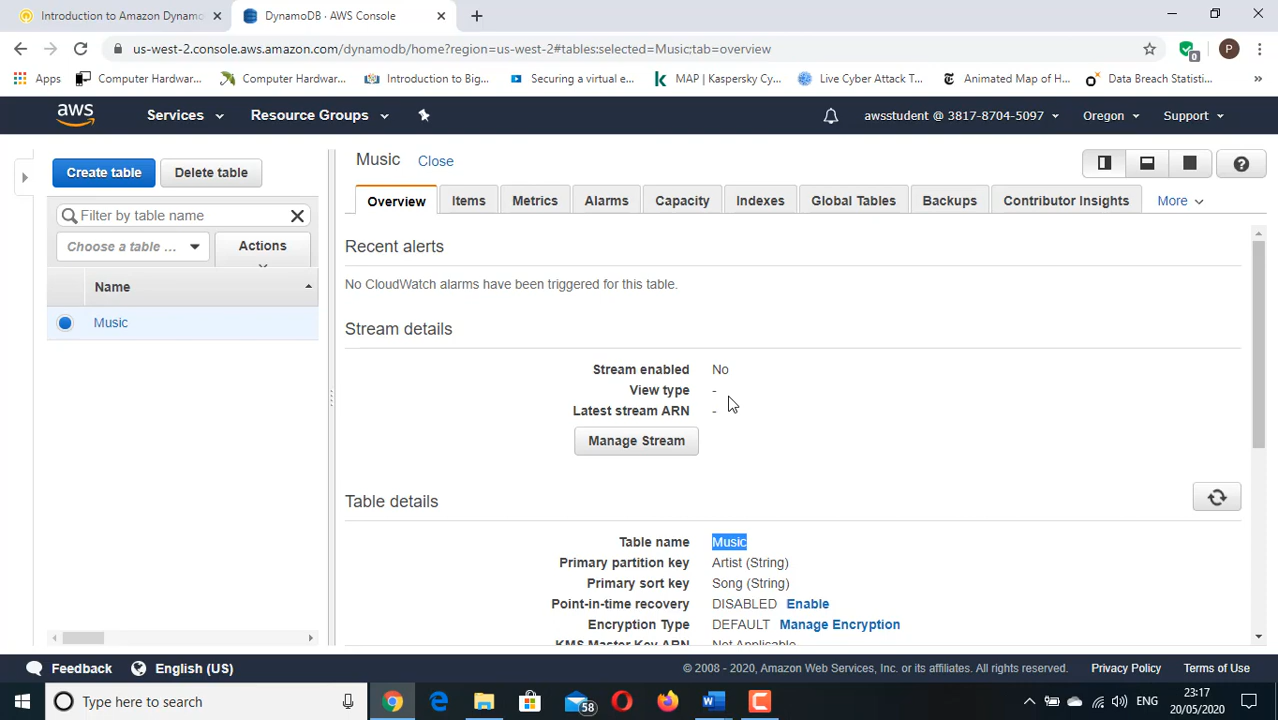 Introduction to Amazon Dynamo
DynamoDB · AWS Console
us-west-2.console.aws.amazon.com/dynamodb/home?region=us-west-2#tables:selected=Music;tab=overview
P
0
Apps
Computer Hardwar...
Computer Hardwar...
Introduction to Big...
Securing a virtual e...
MAP | Kaspersky Cy...
Live Cyber Attack T...
Animated Map of H...
Data Breach Statisti...
»
aws
Services
Resource Groups
awsstudent @ 3817-8704-5097
Oregon
Support
Create table
Delete table
Music
Close
Filter by table name
Overview
Items
Metrics
Alarms
Capacity
Indexes
Global Tables
Backups
Contributor Insights
More
Choose a table ...
Actions
Name
Music
Recent alerts
No CloudWatch alarms have been triggered for this table.
Stream details
Stream enabled No
View type -
Latest stream ARN -
Manage Stream
Table details
Table name Music
Primary partition key Artist (String)
Primary sort key Song (String)
Point-in-time recovery DISABLED Enable
Encryption Type DEFAULT Manage Encryption
KMS Master Key ARN Not Applicable
Feedback
English (US)
© 2008 - 2020, Amazon Web Services, Inc. or its affiliates. All rights reserved.
Privacy Policy
Terms of Use
Type here to search
58
ENG
23:17
20/05/2020